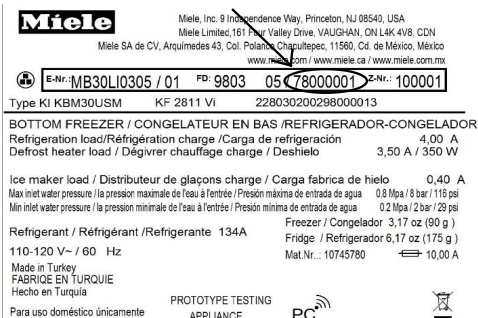 Miele
Miele, Inc. 9 Independence Way, Princeton, NJ 08540, USA
Miele Limited,161 Four Valley Drive, VAUGHAN, ON L4K 4V8, CDN
Miele SA de CV, Arquímedes 43, Col. Polanco Chapultepec, 11560, Cd. de México, México
www.miele.com / www.miele.ca / www.miele.com.mx
E-Nr.:MB30LI0305 / 01 FD: 9803 05 78000001 Z-Nr.: 100001
Type KI KBM30USM KF 2811 Vi 228030200298000013
BOTTOM FREEZER / CONGELATEUR EN BAS /REFRIGERADOR-CONGELADOR
Refrigeration load/Réfrigération charge /Carga de refrigeración 4,00 A
Defrost heater load / Dégivrer chauffage charge / Deshielo 3,50 A / 350 W
Ice maker load / Distributeur de glaçons charge / Carga fabrica de hielo 0,40 A
Max inlet water pressure / la pression maximale de l'eau à l'entrée / Presión máxima de entrada de agua 0,8 Mpa / 8 bar / 116 psi
Min inlet water pressure / la pression minimale de l'eau à l'entrée / Presión mínima de entrada de agua 0.2 Mpa / 2 bar / 29 psi
Freezer / Congelador 3,17 oz (90 g )
Refrigerant / Réfrigérant /Refrigerante 134A
Fridge / Refrigerador 6,17 oz (175 g )
110-120 V~ / 60 Hz
Mat.Nr..: 10745780 10,00 A
Made in Turkey
FABRIQE EN TURQUIE
Hecho en Turquía
PROTOTYPE TESTING
Para uso doméstico únicamente
APPLIANCE
PC